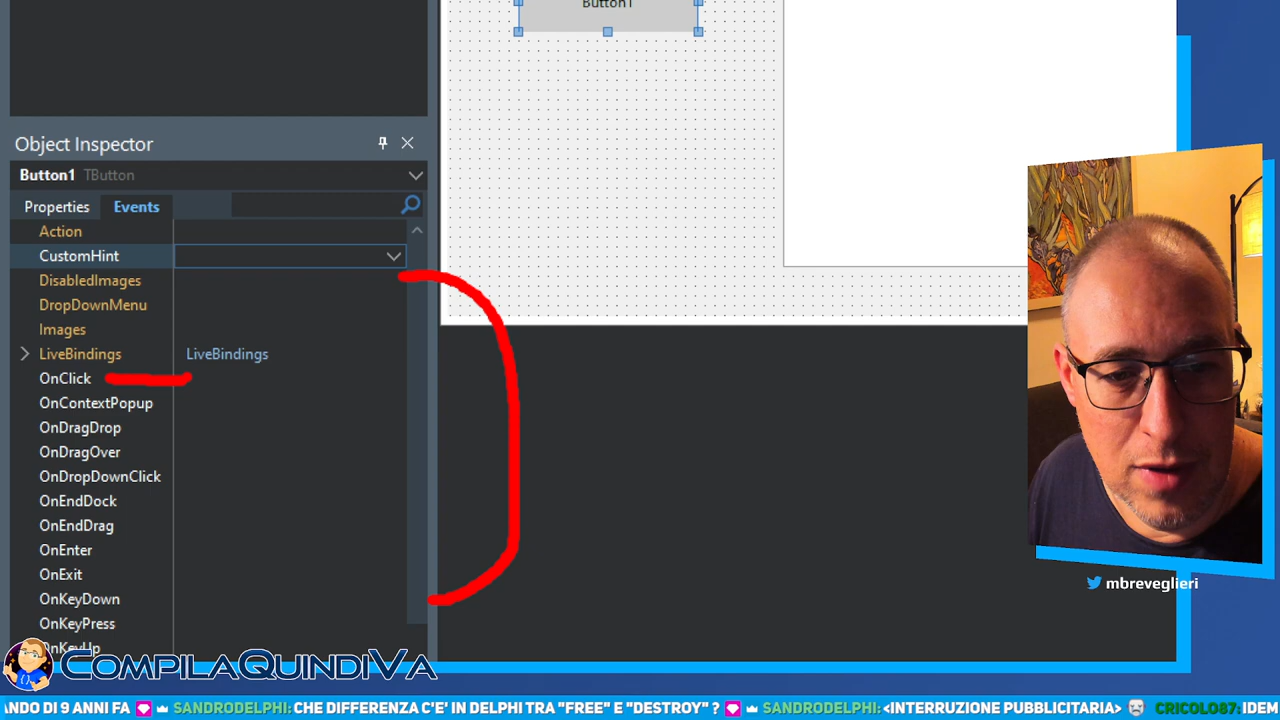 Button1
Object Inspector
Button1 TButton
Properties Events
Action
CustomHint
DisabledImages
DropDownMenu
Images
LiveBindings LiveBindings
OnClick
OnContextPopup
OnDragDrop
OnDragOver
OnDropDownClick
OnEndDock
OnEndDrag
OnEnter
OnExit
OnKeyDown
OnKeyPress
OnKeyUp
mbreveglieri
COMPILAQUINDIVA
ANDO DI 9 ANNI FA SANDRODELPHI: CHE DIFFERENZA C'E' IN DELPHI TRA "FREE" E "DESTROY" ? SANDRODELPHI: <INTERRUZIONE PUBBLICITARIA> CRICOLO87: IDEM